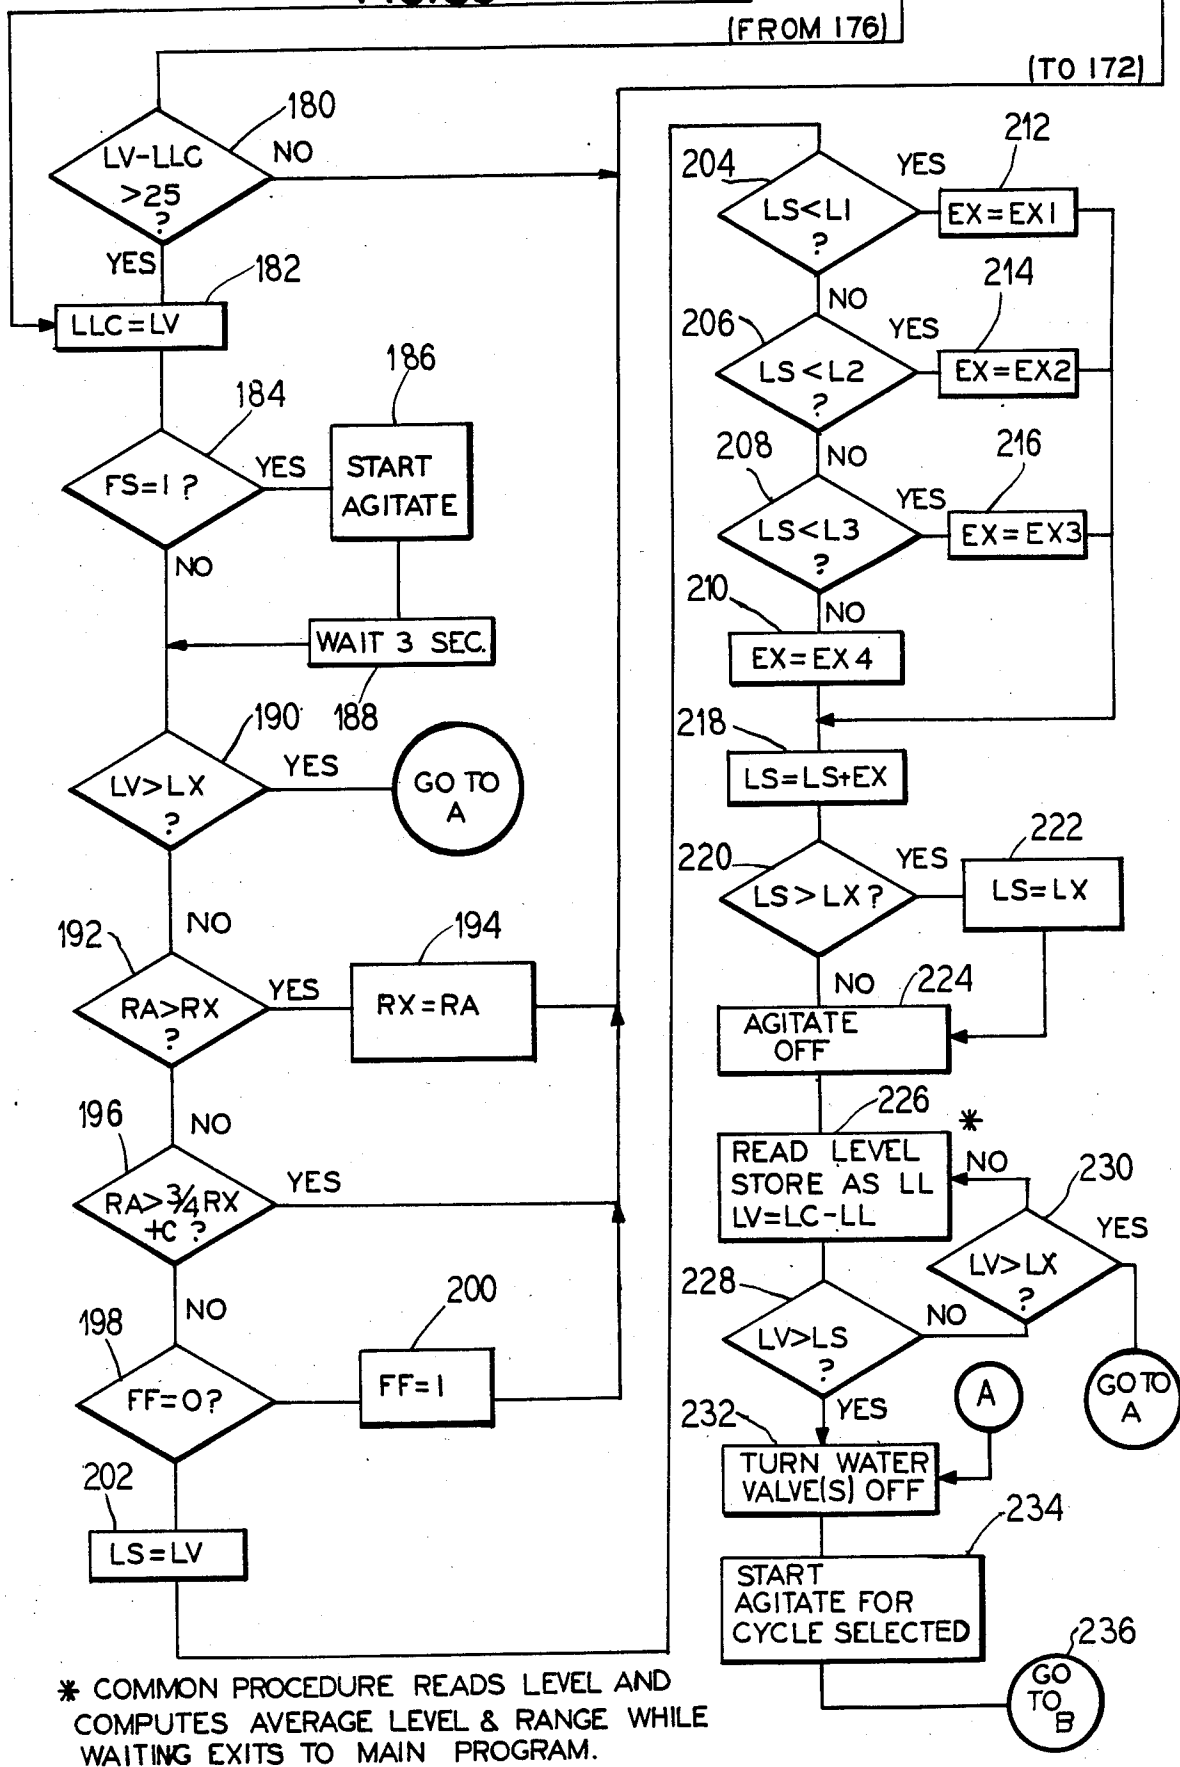 (FROM 176)
(TO 172)
180
LV-LLC
>25
?
NO
YES
182
LLC=LV
184
FS=1 ?
YES
NO
186
START
AGITATE
WAIT 3 SEC.
188
190
LV>LX
?
YES
GO TO
A
NO
192
RA>RX
?
YES
194
RX=RA
NO
196
RA>3/4RX
+C ?
YES
NO
198
FF=0?
200
FF=1
202
LS=LV
204
LS<L1
?
YES
212
EX=EX1
NO
206
LS<L2
?
YES
214
EX=EX2
NO
208
LS<L3
?
YES
216
EX=EX3
NO
210
EX=EX4
218
LS=LS+EX
220
LS>LX?
YES
222
LS=LX
NO
224
AGITATE
OFF
226
*
READ LEVEL
STORE AS LL
LV=LC-LL
NO
230
LV>LX
?
YES
GO TO
A
228
LV>LS
?
NO
YES
A
232
TURN WATER
VALVE(S) OFF
234
START
AGITATE FOR
CYCLE SELECTED
236
GO
TO
B
* COMMON PROCEDURE READS LEVEL AND
COMPUTES AVERAGE LEVEL & RANGE WHILE
WAITING EXITS TO MAIN PROGRAM.